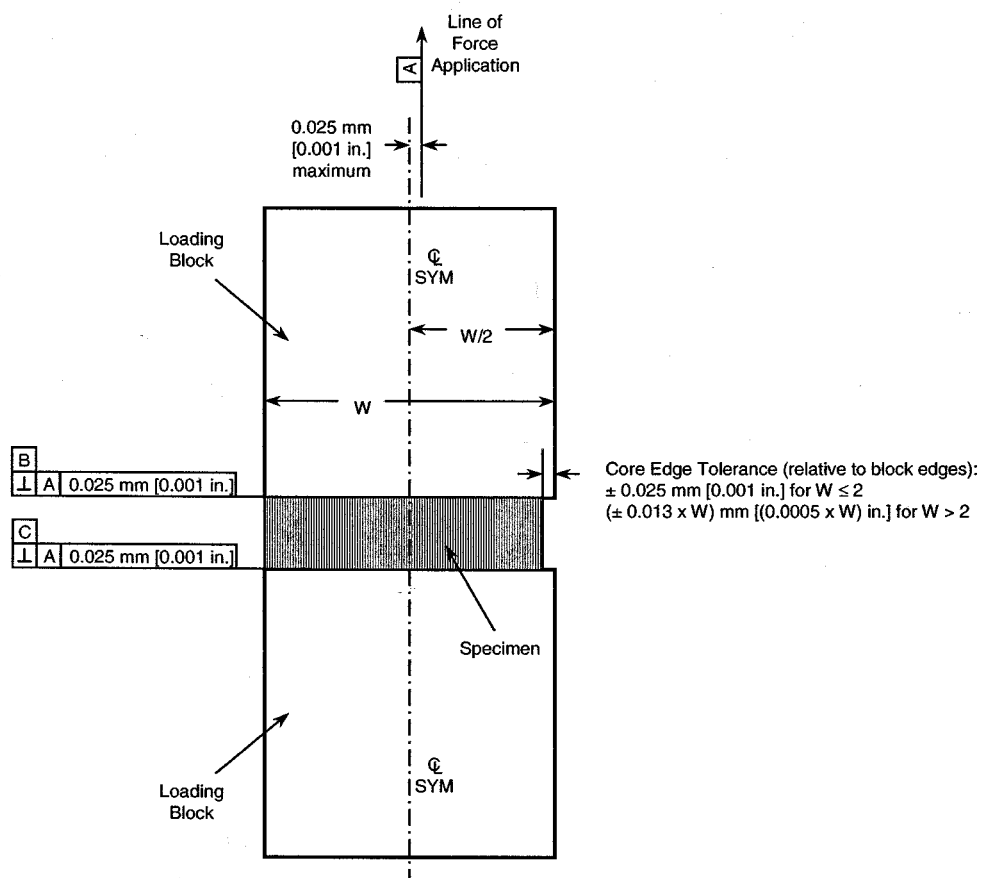 Line of
Force
Application
A
0.025 mm
[0.001 in.]
maximum
Loading
Block
℄
SYM
W/2
W
B
⊥ A 0.025 mm [0.001 in.]
C
⊥ A 0.025 mm [0.001 in.]
Core Edge Tolerance (relative to block edges):
± 0.025 mm [0.001 in.] for W ≤ 2
(± 0.013 x W) mm [(0.0005 x W) in.] for W > 2
Specimen
℄
SYM
Loading
Block